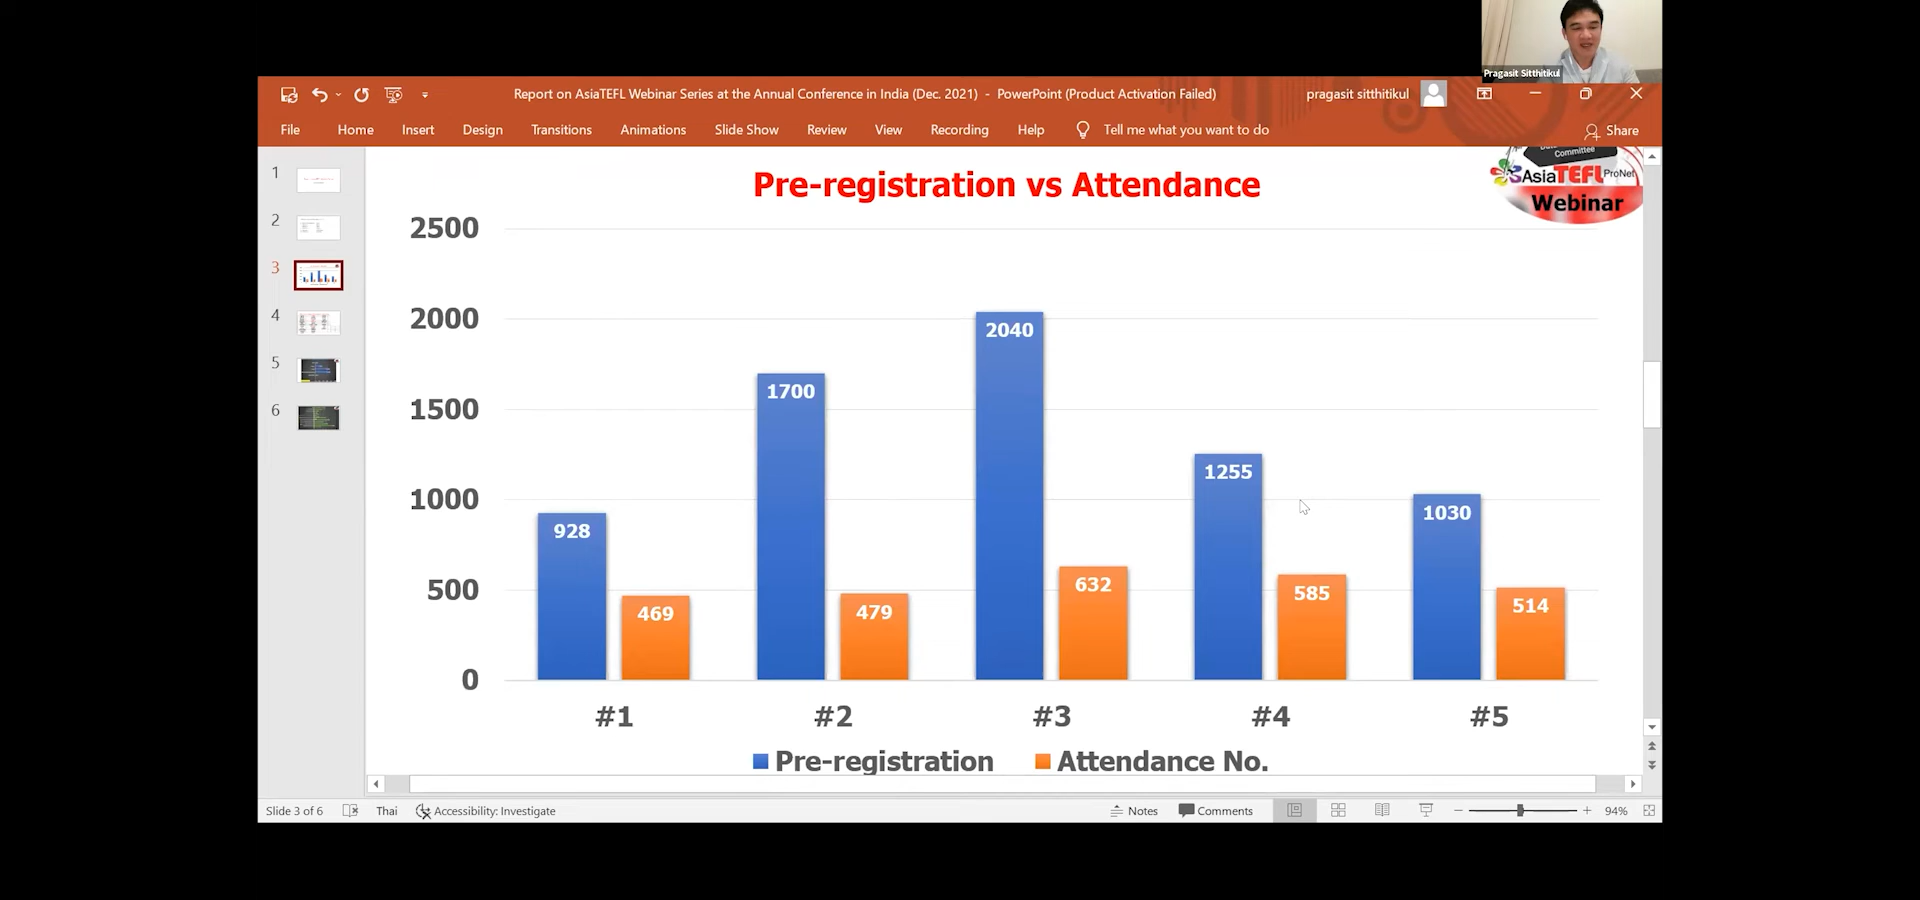 Pragasit Sitthitikul
Report on AsiaTEFL Webinar Series at the Annual Conference in India (Dec. 2021) - PowerPoint (Product Activation Failed)
pragasit sitthitikul
File Home Insert Design Transitions Animations Slide Show Review View Recording Help Tell me what you want to do Share
Committee
AsiaTEFL ProNet
Webinar
Pre-registration vs Attendance
2500
2000
1500
1000
500
0
928 469
1700 479
2040 632
1255 585
1030 514
#1 #2 #3 #4 #5
Pre-registration Attendance No.
1
2
3
4
5
6
Slide 3 of 6 Thai Accessibility: Investigate Notes Comments 94%